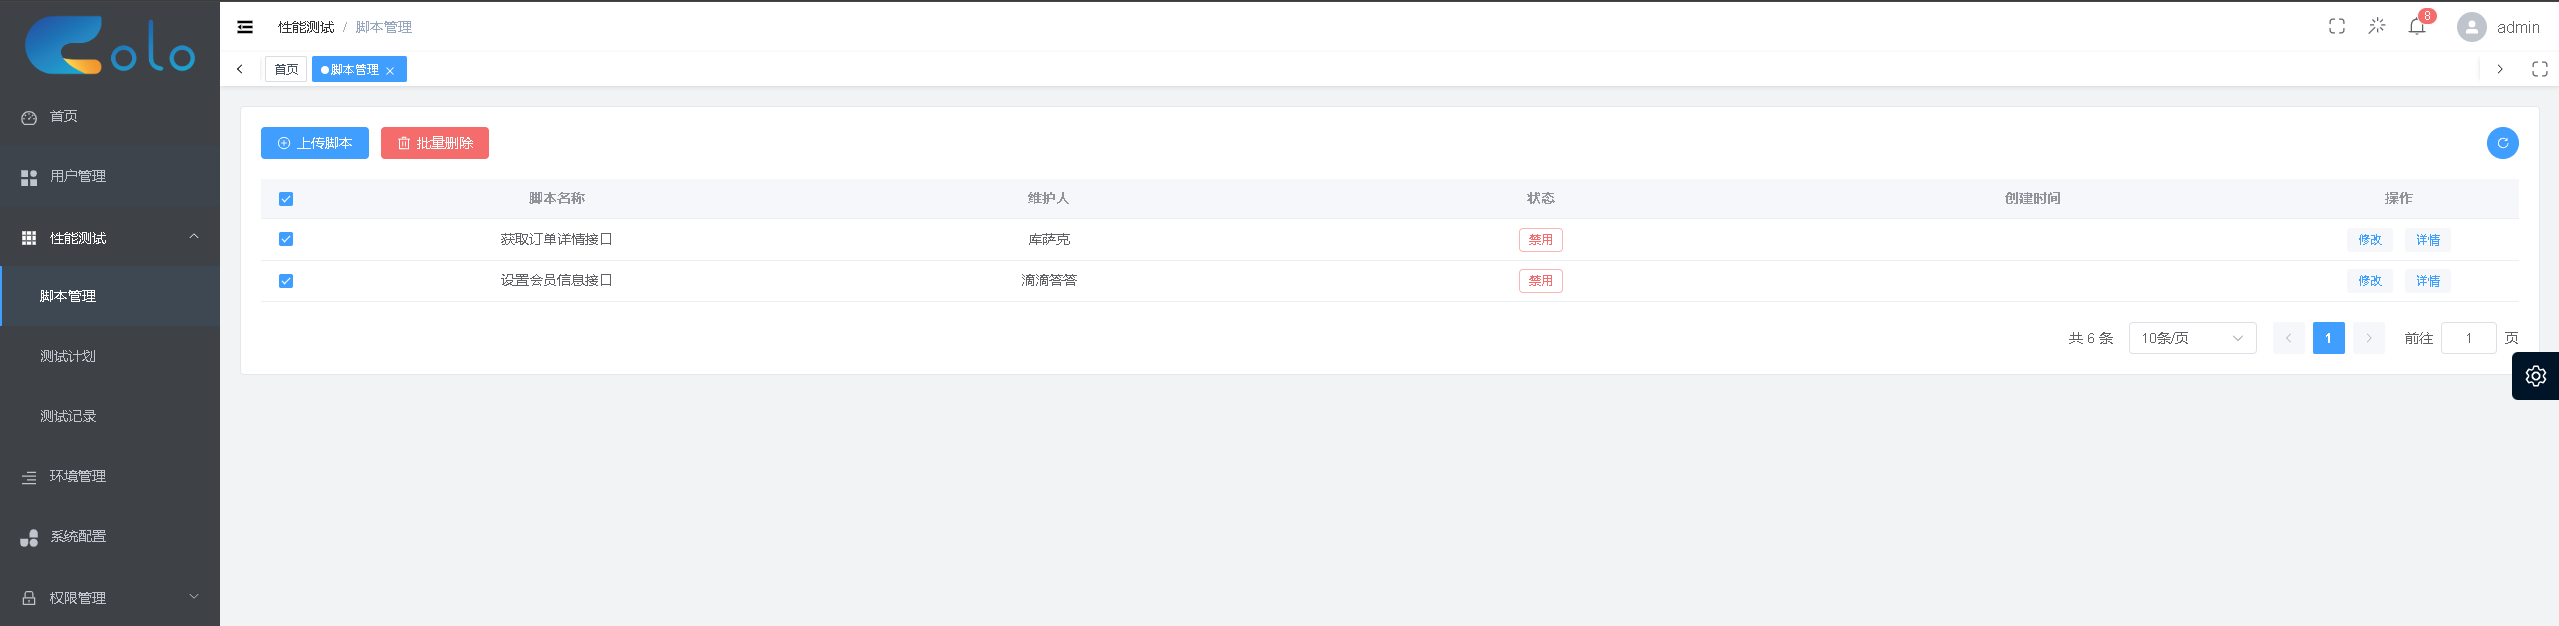 Colo
首页
用户管理
性能测试
脚本管理
测试计划
测试记录
环境管理
系统配置
权限管理
性能测试 / 脚本管理
8
admin
首页
脚本管理
上传脚本 批量删除
脚本名称 维护人 状态 创建时间 操作
获取订单详情接口 库萨克 禁用 修改 详情
设置会员信息接口 滴滴答答 禁用 修改 详情
共 6 条 10条/页 1 前往 1 页